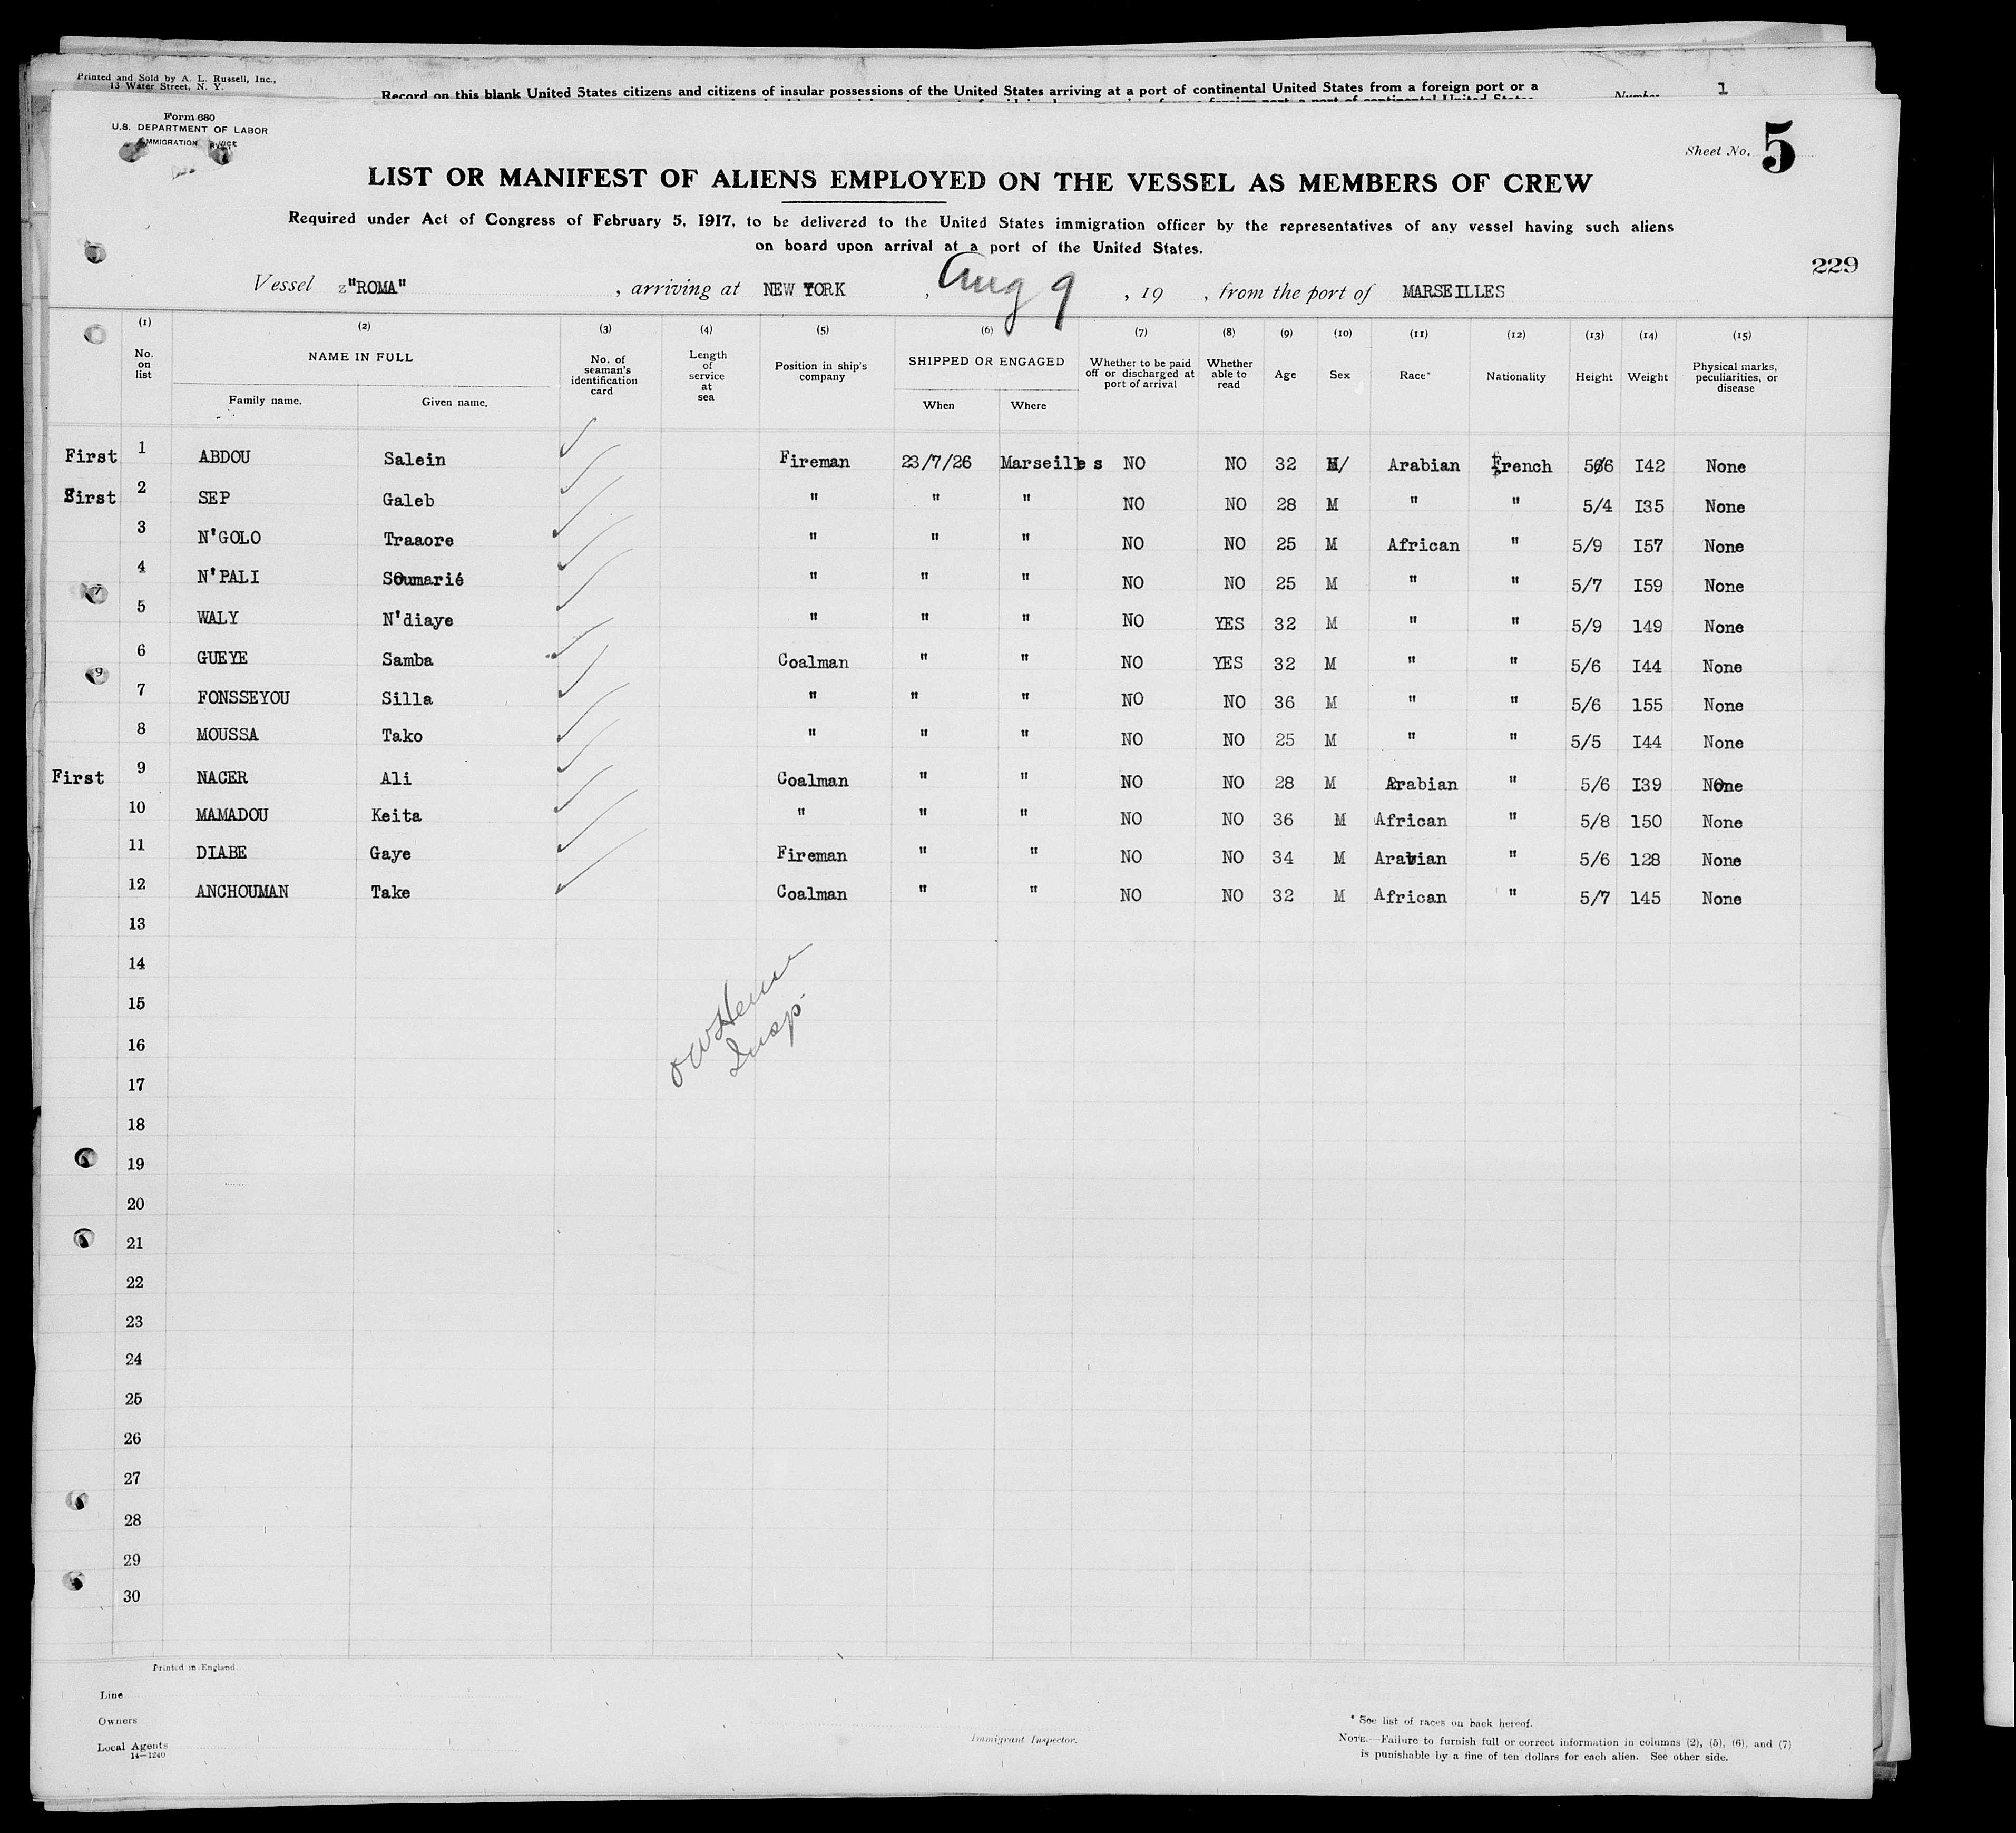 Printed and Sold by A. L. Russell, Inc.,
13 Water Street, N. Y.
Record on this blank United States citizens and citizens of insular possessions of the United States arriving at a port of continental United States from a foreign port or a
Number 1
Form 680
U.S. DEPARTMENT OF LABOR
IMMIGRATION
Sheet No. 5
LIST OR MANIFEST OF ALIENS EMPLOYED ON THE VESSEL AS MEMBERS OF CREW
Required under Act of Congress of February 5, 1917, to be delivered to the United States immigration officer by the representatives of any vessel having such aliens
on board upon arrival at a port of the United States.
229
Vessel z"ROMA" , arriving at NEW YORK , Aug 9 , 19 , from the port of MARSEILLES
(1) (2) (3) (4) (5) (6) (7) (8) (9) (10) (11) (12) (13) (14) (15)
No. on list NAME IN FULL Family name. Given name. No. of seaman's identification card Length of service at sea Position in ship's company SHIPPED OR ENGAGED When Where Whether to be paid off or discharged at port of arrival Whether able to read Age Sex Race* Nationality Height Weight Physical marks, peculiarities, or disease
First 1 ABDOU Salein Fireman 23/7/26 Marseilles NO NO 32 M/ Arabian French 5/6 I42 None
First 2 SEP Galeb " " " NO NO 28 M " " 5/4 I35 None
3 N'GOLO Traaore " " " NO NO 25 M African " 5/9 I57 None
4 N'PALI Soumarié " " " NO NO 25 M " " 5/7 I59 None
5 WALY N'diaye " " " NO YES 32 M " " 5/9 149 None
6 GUEYE Samba Coalman " " NO YES 32 M " " 5/6 I44 None
7 FONSSEYOU Silla " " " NO NO 36 M " " 5/6 155 None
8 MOUSSA Tako " " " NO NO 25 M " " 5/5 I44 None
First 9 NACER Ali Coalman " " NO NO 28 M Arabian " 5/6 I39 None
10 MAMADOU Keita " " " NO NO 36 M African " 5/8 150 None
11 DIABE Gaye Fireman " " NO NO 34 M Arabian " 5/6 128 None
12 ANCHOUMAN Take Coalman " " NO NO 32 M African " 5/7 145 None
13
14
15
16
17
18
19
20
21
22
23
24
25
26
27
28
29
30
Insp.
Printed in England.
Line
Owners
Local Agents
14—1240
Immigrant Inspector.
* See list of races on back hereof.
NOTE.—Failure to furnish full or correct information in columns (2), (5), (6), and (7)
is punishable by a fine of ten dollars for each alien. See other side.